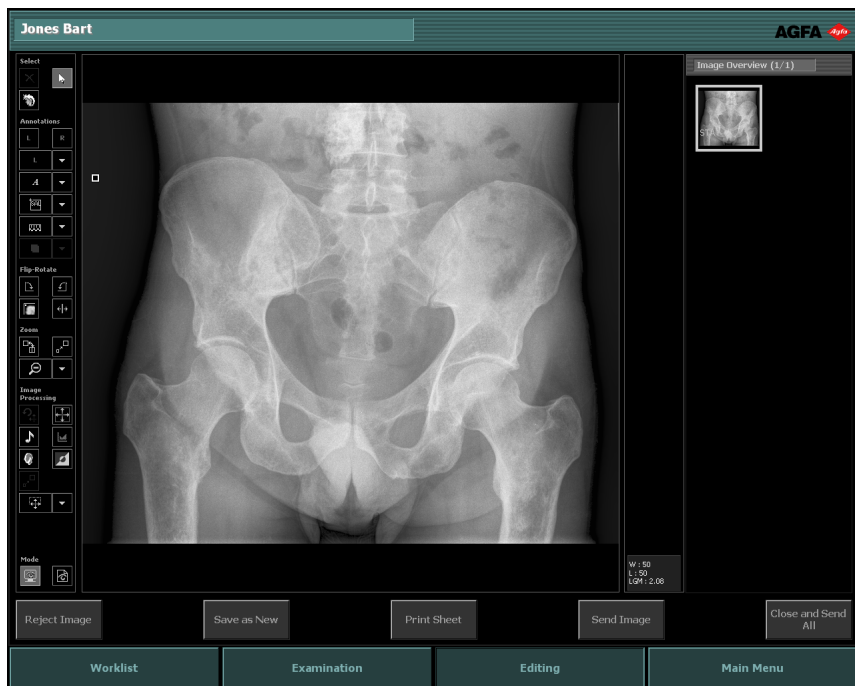 Jones Bart
AGFA
Agfa
Select
Image Overview (1/1)
Annotations
L R
L
A
Flip-Rotate
Zoom
Image
Processing
Mode
W : 50
L : 50
LGM : 2.08
Reject Image
Save as New
Print Sheet
Send Image
Close and Send
All
Worklist
Examination
Editing
Main Menu